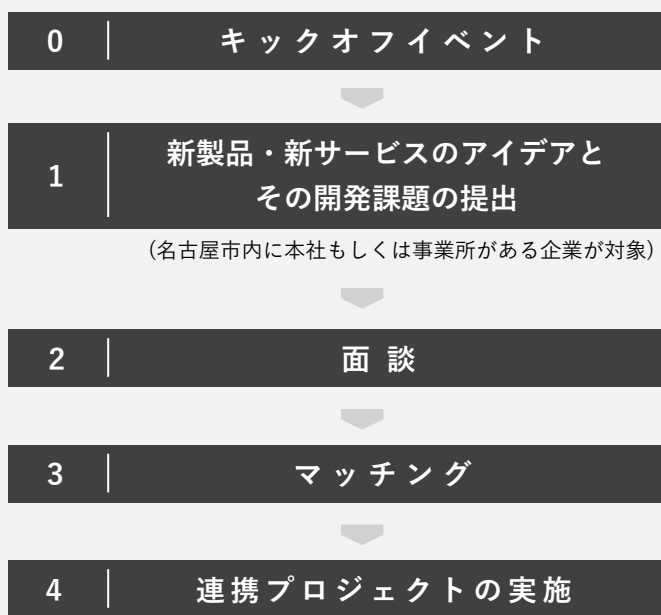 0 キックオフイベント
1 新製品・新サービスのアイデアと
その開発課題の提出
(名古屋市内に本社もしくは事業所がある企業が対象)
2 面談
3 マッチング
4 連携プロジェクトの実施